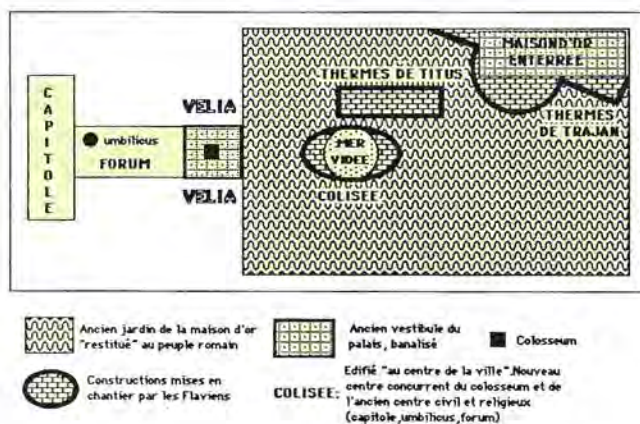 MAISON D'OR
ENTERREE
THERMES DE TITUS
CAPITOLE
VELIA
umbilicus
FORUM
MER
VIDEE
THERMES
DE TRAJAN
VELIA
COLISEE
Ancien jardin de la maison d'or
"restitué" au peuple romain
Ancien vestibule du
palais, banalisé
Colosseum
Constructions mises en
chantier par les Flaviens
COLISEE: Edifié "au centre de la ville". Nouveau
centre concurrent du colosseum et de
l'ancien centre civil et religieux
(capitole, umbilicus, forum)